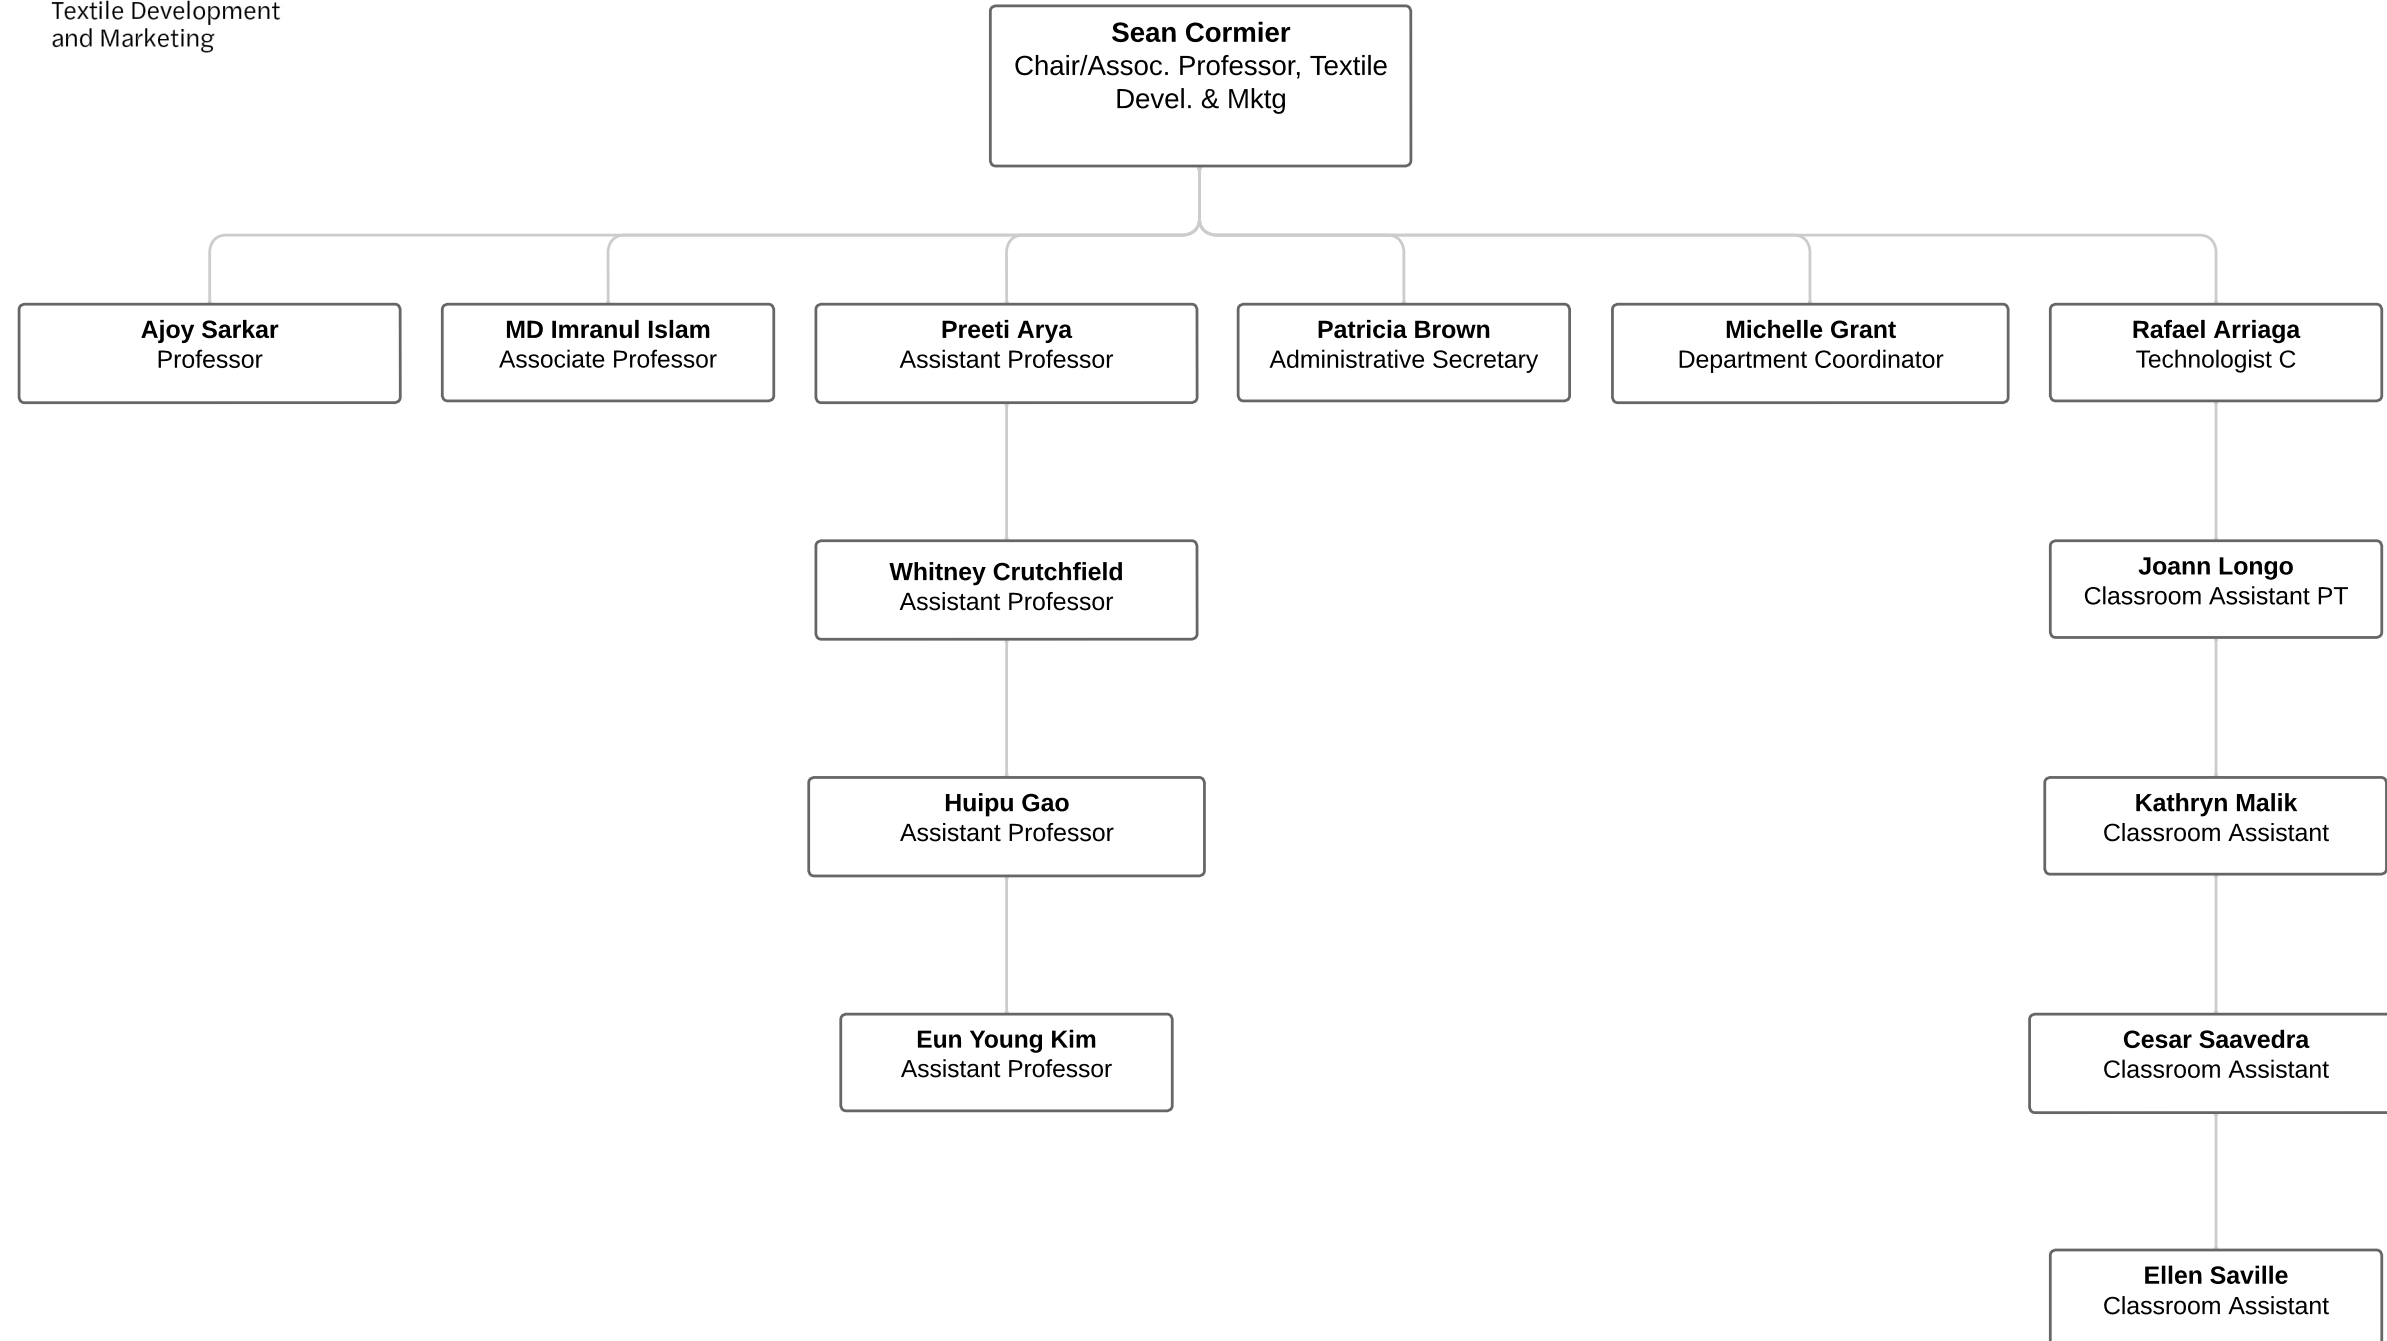 Textile Development
and Marketing
Sean Cormier
Chair/Assoc. Professor, Textile
Devel. & Mktg
Ajoy Sarkar
Professor
MD Imranul Islam
Associate Professor
Preeti Arya
Assistant Professor
Patricia Brown
Administrative Secretary
Michelle Grant
Department Coordinator
Rafael Arriaga
Technologist C
Whitney Crutchfield
Assistant Professor
Joann Longo
Classroom Assistant PT
Huipu Gao
Assistant Professor
Kathryn Malik
Classroom Assistant
Eun Young Kim
Assistant Professor
Cesar Saavedra
Classroom Assistant
Ellen Saville
Classroom Assistant